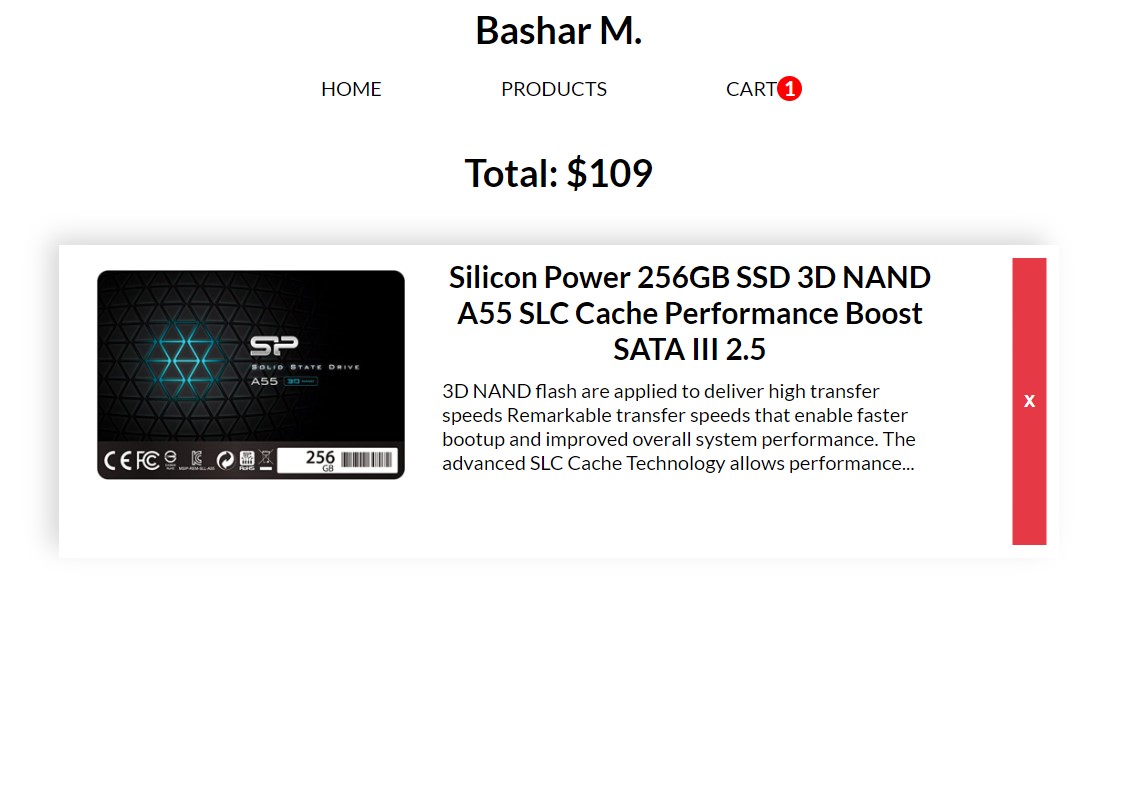 Bashar M.
HOME PRODUCTS CART 1
Total: $109
Silicon Power 256GB SSD 3D NAND
A55 SLC Cache Performance Boost
SATA III 2.5
3D NAND flash are applied to deliver high transfer
speeds Remarkable transfer speeds that enable faster
bootup and improved overall system performance. The
advanced SLC Cache Technology allows performance...
x
SP
SOLID STATE DRIVE
A55
CE FC
RoHS
256
GB